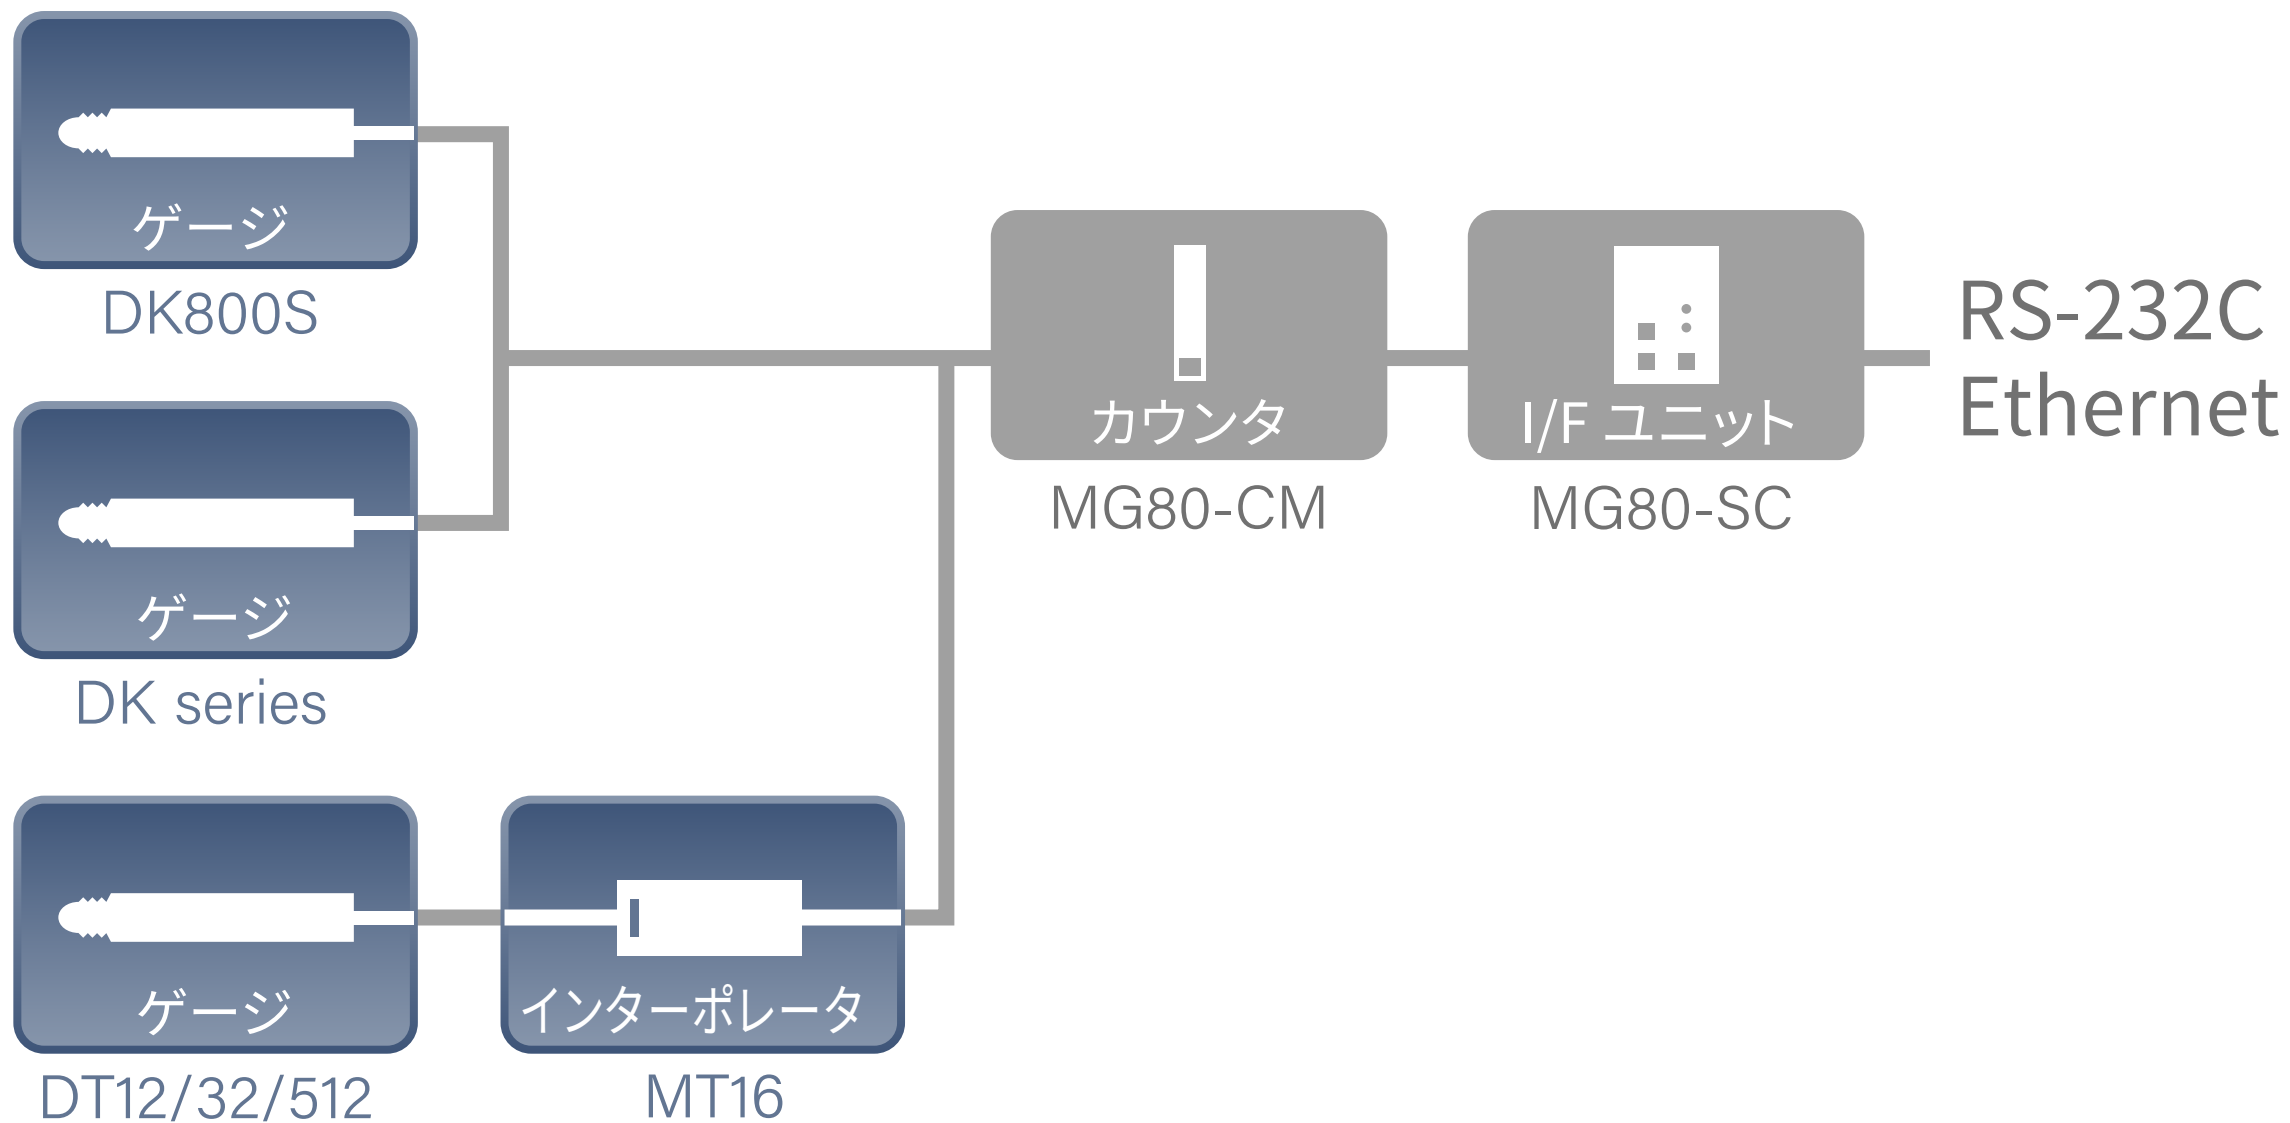 ゲージ
DK800S
ゲージ
DK series
ゲージ
DT12/32/512
インターポレータ
MT16
カウンタ
MG80-CM
I/F ユニット
MG80-SC
RS-232C
Ethernet